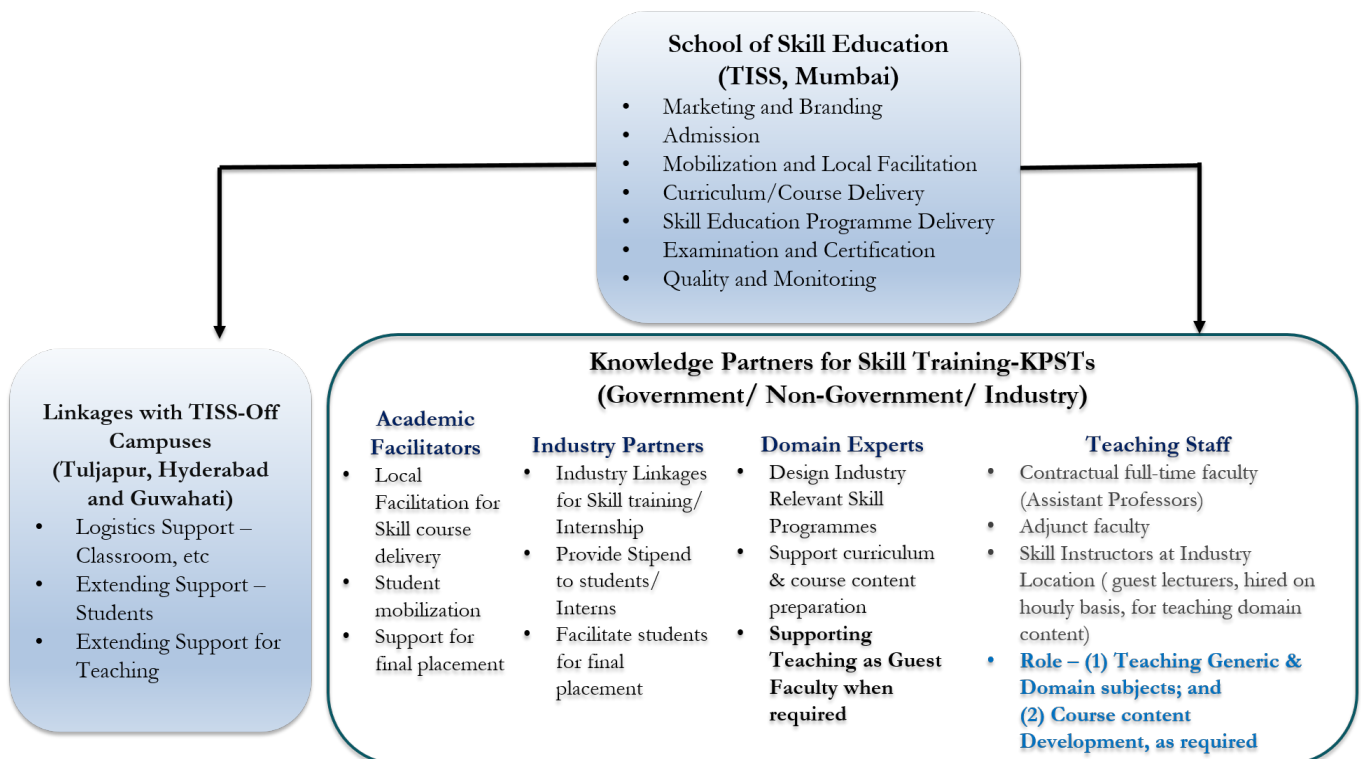 School of Skill Education
(TISS, Mumbai)
• Marketing and Branding
• Admission
• Mobilization and Local Facilitation
• Curriculum/Course Delivery
• Skill Education Programme Delivery
• Examination and Certification
• Quality and Monitoring
Linkages with TISS-Off
Campuses
(Tuljapur, Hyderabad
and Guwahati)
• Logistics Support –
Classroom, etc
• Extending Support –
Students
• Extending Support for
Teaching
Knowledge Partners for Skill Training-KPSTs
(Government/ Non-Government/ Industry)
Academic
Facilitators
• Local
Facilitation for
Skill course
delivery
• Student
mobilization
• Support for
final placement
Industry Partners
• Industry Linkages
for Skill training/
Internship
• Provide Stipend
to students/
Interns
• Facilitate students
for final
placement
Domain Experts
• Design Industry
Relevant Skill
Programmes
• Support curriculum
& course content
preparation
• Supporting
Teaching as Guest
Faculty when
required
Teaching Staff
• Contractual full-time faculty
(Assistant Professors)
• Adjunct faculty
• Skill Instructors at Industry
Location ( guest lecturers, hired on
hourly basis, for teaching domain
content)
• Role – (1) Teaching Generic &
Domain subjects; and
(2) Course content
Development, as required